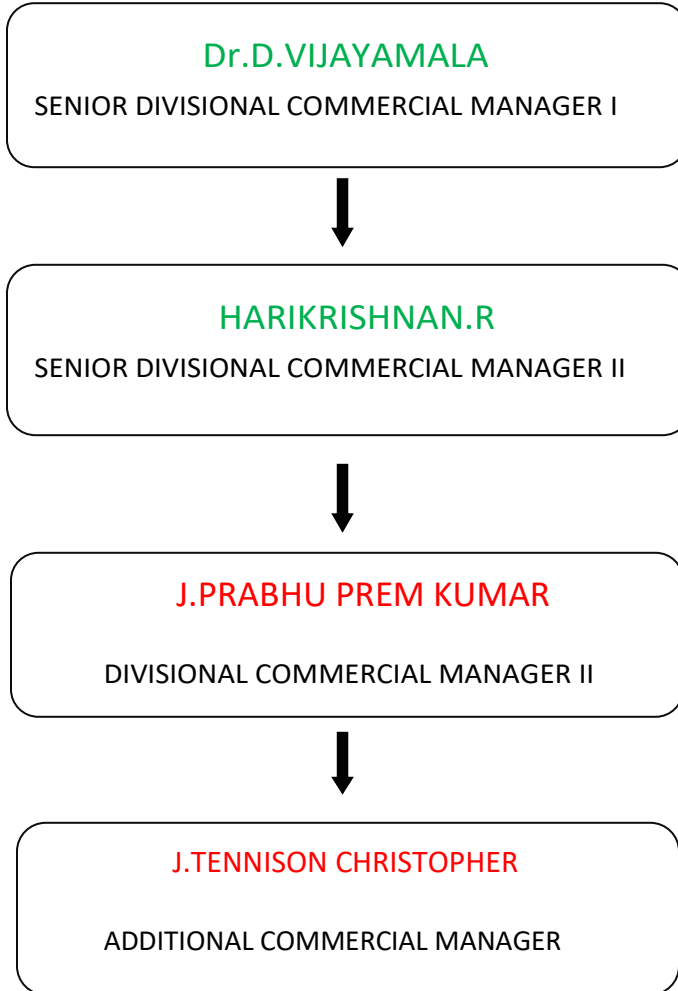 Dr.D.VIJAYAMALA
SENIOR DIVISIONAL COMMERCIAL MANAGER I
HARIKRISHNAN.R
SENIOR DIVISIONAL COMMERCIAL MANAGER II
J.PRABHU PREM KUMAR
DIVISIONAL COMMERCIAL MANAGER II
J.TENNISON CHRISTOPHER
ADDITIONAL COMMERCIAL MANAGER